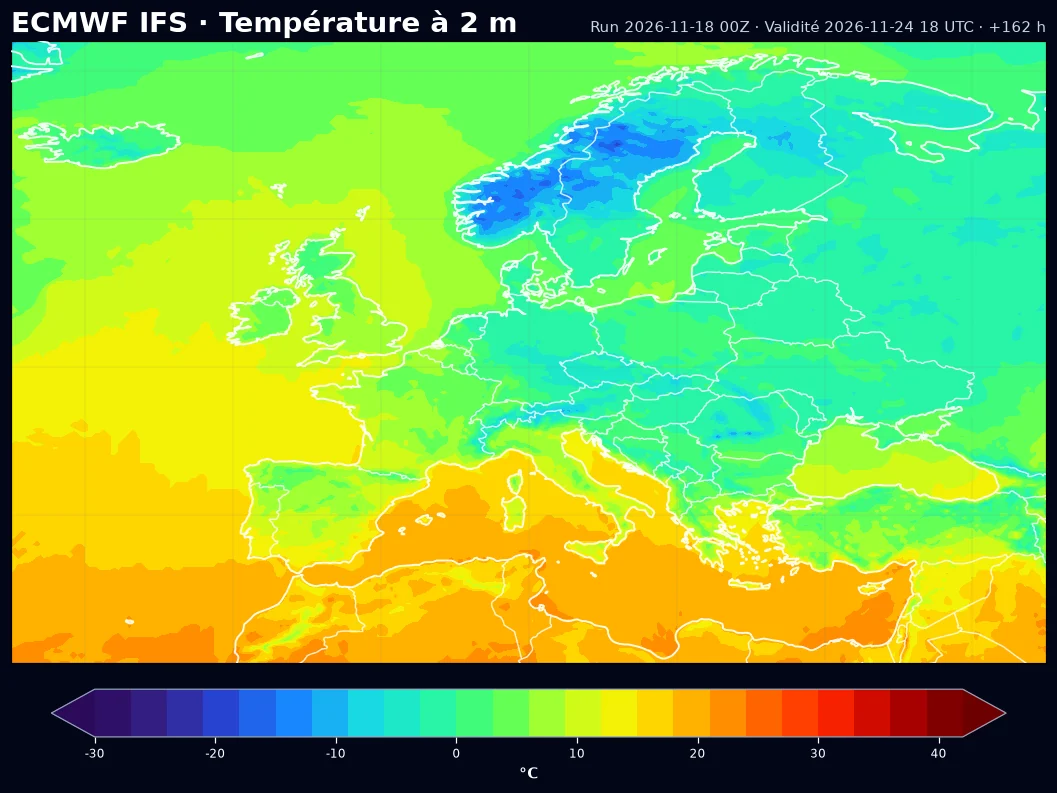 ECMWF IFS · Température à 2 m
Run 2026-11-18 00Z · Validité 2026-11-24 18 UTC · +162 h
-30 -20 -10 0 10 20 30 40
°C